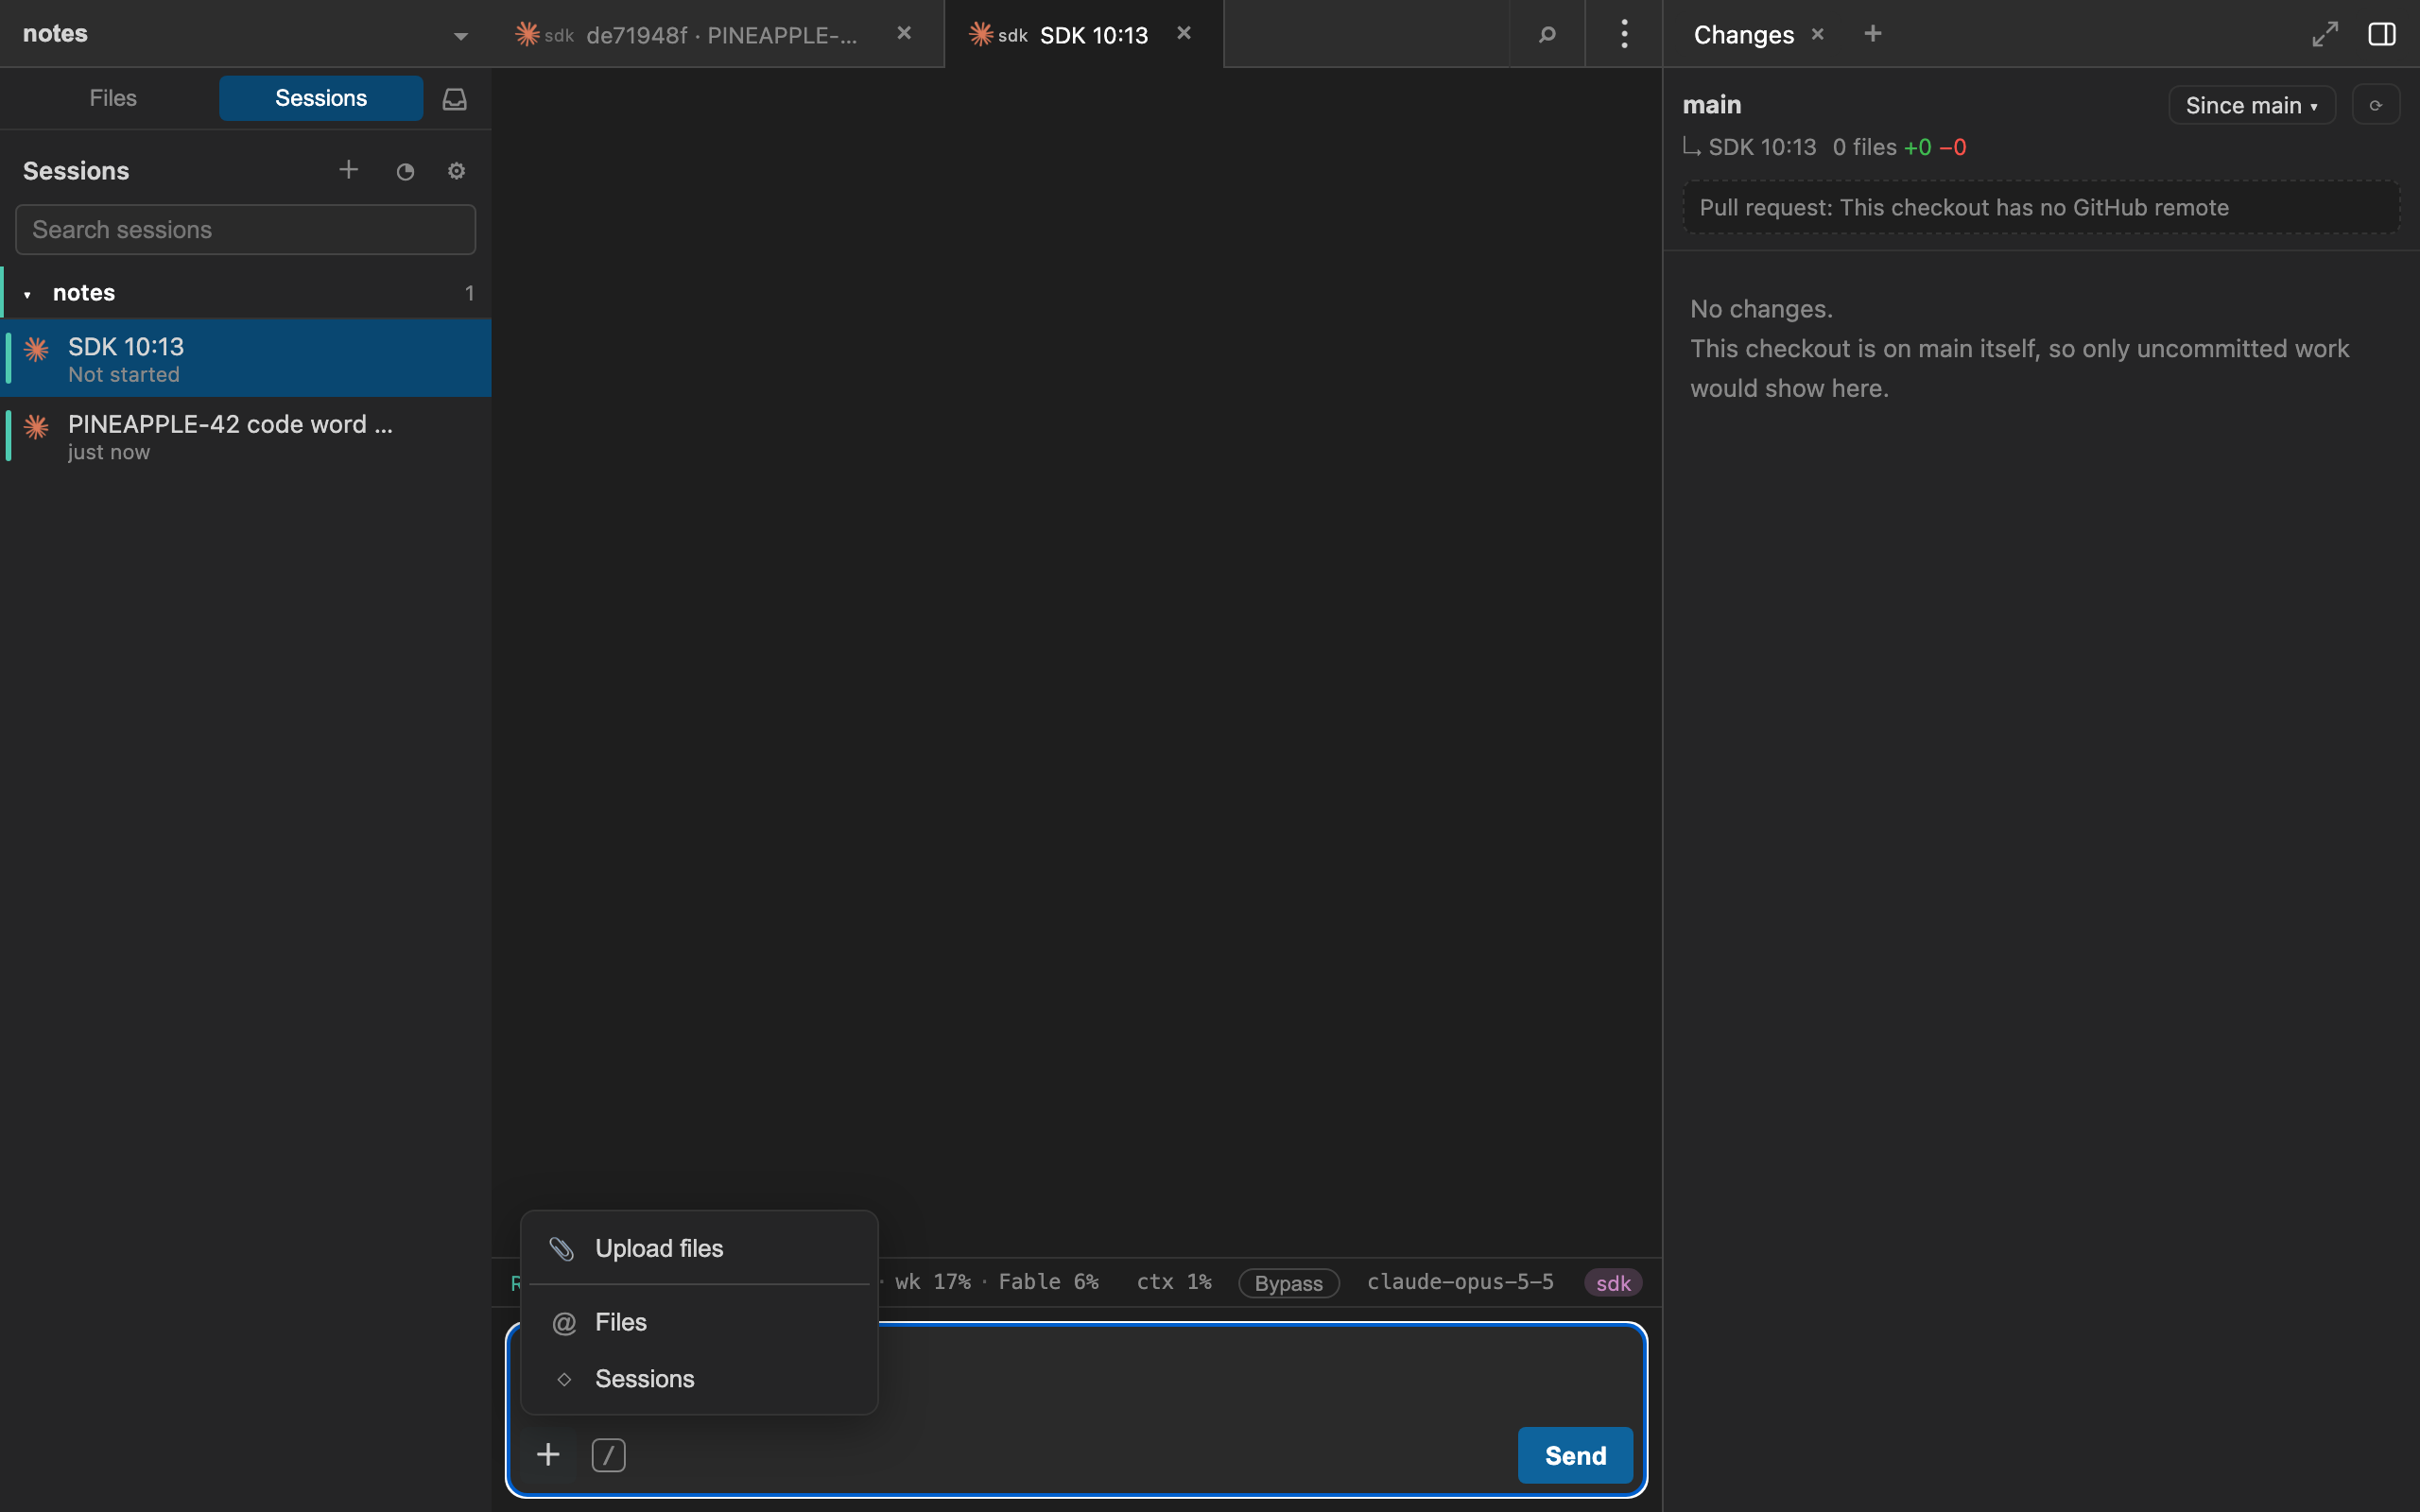 notes
sdk de71948f · PINEAPPLE-...
sdk SDK 10:13
Changes
Files
Sessions
Sessions
Search sessions
notes 1
SDK 10:13
Not started
PINEAPPLE-42 code word ...
just now
main
Since main
SDK 10:13 0 files +0 −0
Pull request: This checkout has no GitHub remote
No changes.
This checkout is on main itself, so only uncommitted work
would show here.
Upload files
· wk 17% · Fable 6% ctx 1% Bypass claude-opus-5-5 sdk
@ Files
Sessions
+ /
Send